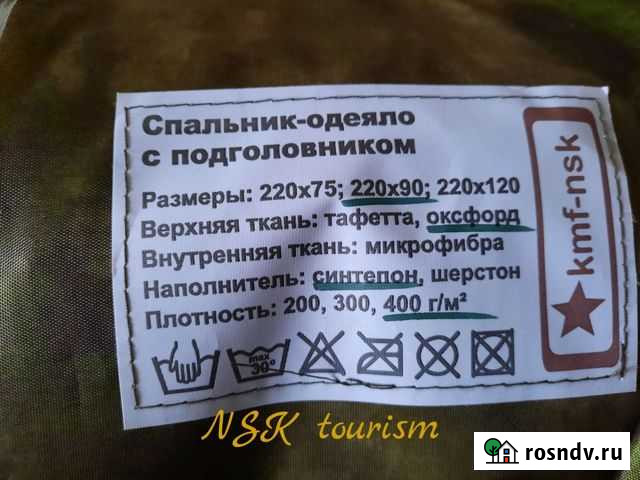 Спальник-одеяло
с подголовником
Размеры: 220х75; 220х90; 220х120
Верхняя ткань: тафетта, оксфорд
Внутренняя ткань: микрофибра
Наполнитель: синтепон, шерстон
Плотность: 200, 300, 400 г/м²
max
30°
kmf-nsk
NSK tourism
rosndv.ru